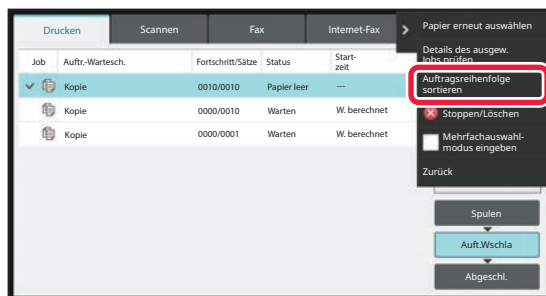 Drucken
Scannen
Fax
Internet-Fax
Job
Auftr.-Wartesch.
Fortschritt/Sätze
Status
Start-
zeit
Kopie
0010/0010
Papier leer
---
Kopie
0000/0010
Warten
W. berechnet
Kopie
0000/0001
Warten
W. berechnet
Papier erneut auswählen
Details des ausgew.
Jobs prüfen
Auftragsreihenfolge
sortieren
Stoppen/Löschen
Mehrfachauswahl-
modus eingeben
Zurück
Spulen
Auft.Wschla
Abgeschl.